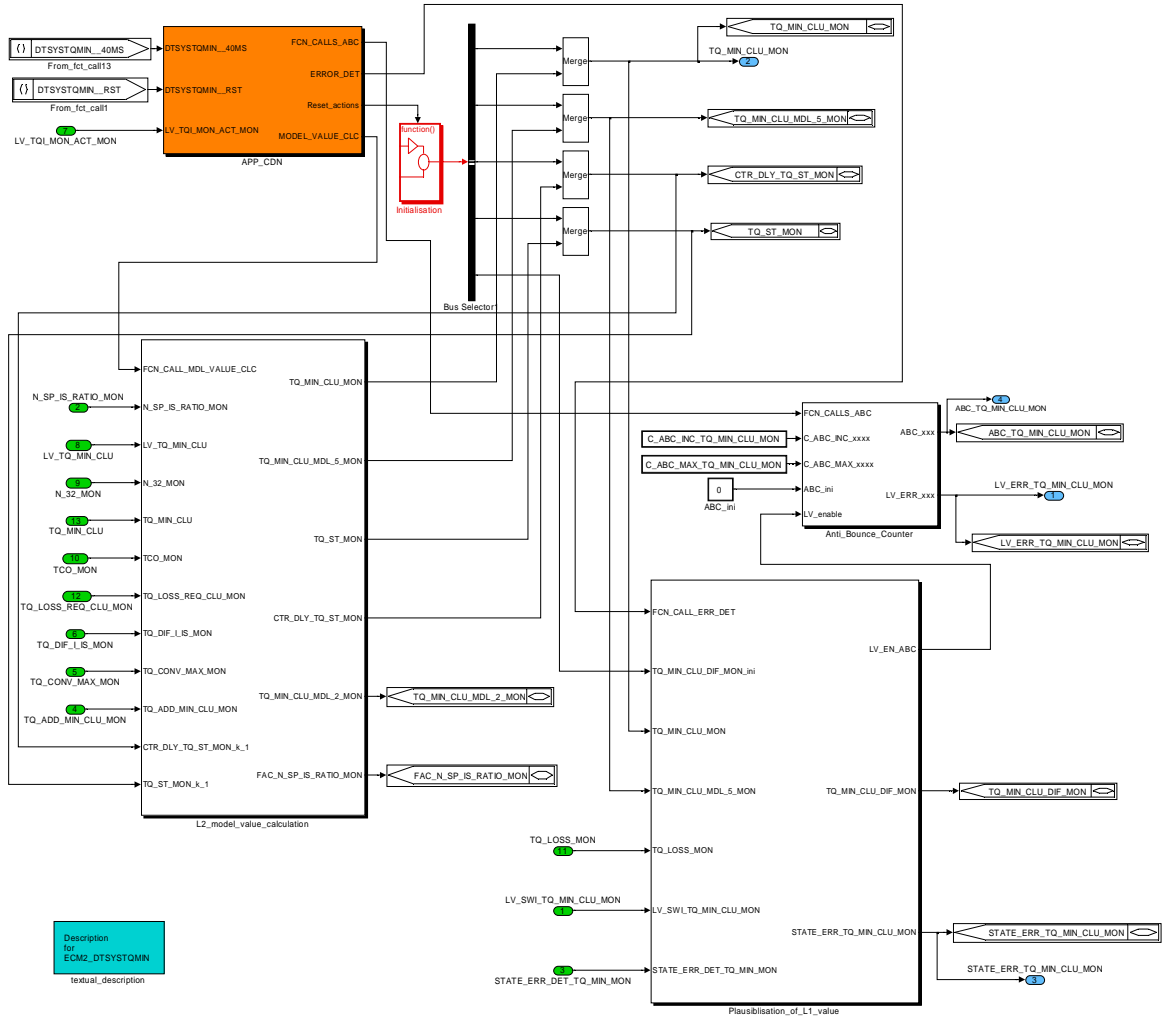 TQ_MIN_CLU_MON
DTSYSTQMIN__40MS
From_fct_call13
DTSYSTQMIN__RST
From_fct_call1
7
LV_TQI_MON_ACT_MON
DTSYSTQMIN__40MS
DTSYSTQMIN__RST
LV_TQI_MON_ACT_MON
FCN_CALLS_ABC
ERROR_DET
Reset_actions
MODEL_VALUE_CLC
APP_CDN
function()
Initialisation
Bus Selector1
Merge
Merge
Merge
Merge
TQ_MIN_CLU_MON
2
TQ_MIN_CLU_MDL_5_MON
CTR_DLY_TQ_ST_MON
TQ_ST_MON
N_SP_IS_RATIO_MON
2
8
LV_TQ_MIN_CLU
9
N_32_MON
13
TQ_MIN_CLU
10
TCO_MON
12
TQ_LOSS_REQ_CLU_MON
6
TQ_DIF_I_IS_MON
5
TQ_CONV_MAX_MON
4
TQ_ADD_MIN_CLU_MON
FCN_CALL_MDL_VALUE_CLC
N_SP_IS_RATIO_MON
LV_TQ_MIN_CLU
N_32_MON
TQ_MIN_CLU
TCO_MON
TQ_LOSS_REQ_CLU_MON
TQ_DIF_I_IS_MON
TQ_CONV_MAX_MON
TQ_ADD_MIN_CLU_MON
CTR_DLY_TQ_ST_MON_k_1
TQ_ST_MON_k_1
TQ_MIN_CLU_MON
TQ_MIN_CLU_MDL_5_MON
TQ_ST_MON
CTR_DLY_TQ_ST_MON
TQ_MIN_CLU_MDL_2_MON
FAC_N_SP_IS_RATIO_MON
L2_model_value_calculation
TQ_MIN_CLU_MDL_2_MON
FAC_N_SP_IS_RATIO_MON
C_ABC_INC_TQ_MIN_CLU_MON
C_ABC_MAX_TQ_MIN_CLU_MON
0
ABC_ini
FCN_CALLS_ABC
C_ABC_INC_xxxx
C_ABC_MAX_xxxx
ABC_ini
LV_enable
ABC_xxx
LV_ERR_xxx
Anti_Bounce_Counter
4
ABC_TQ_MIN_CLU_MON
ABC_TQ_MIN_CLU_MON
LV_ERR_TQ_MIN_CLU_MON
1
LV_ERR_TQ_MIN_CLU_MON
TQ_LOSS_MON
11
LV_SWI_TQ_MIN_CLU_MON
1
3
STATE_ERR_DET_TQ_MIN_MON
FCN_CALL_ERR_DET
TQ_MIN_CLU_DIF_MON_ini
TQ_MIN_CLU_MON
TQ_MIN_CLU_MDL_5_MON
TQ_LOSS_MON
LV_SWI_TQ_MIN_CLU_MON
STATE_ERR_DET_TQ_MIN_MON
LV_EN_ABC
TQ_MIN_CLU_DIF_MON
STATE_ERR_TQ_MIN_CLU_MON
Plausiblisation_of_L1_value
TQ_MIN_CLU_DIF_MON
STATE_ERR_TQ_MIN_CLU_MON
STATE_ERR_TQ_MIN_CLU_MON
3
Description
for
ECM2_DTSYSTQMIN
textual_description